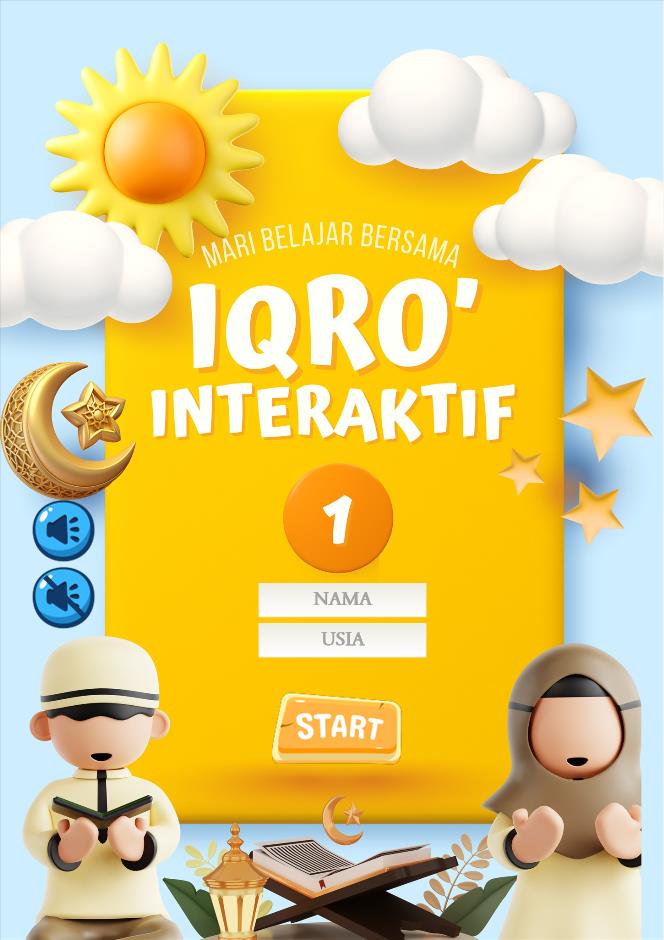 MARI BELAJAR BERSAMA
IQRO'
INTERAKTIF
1
NAMA
USIA
START